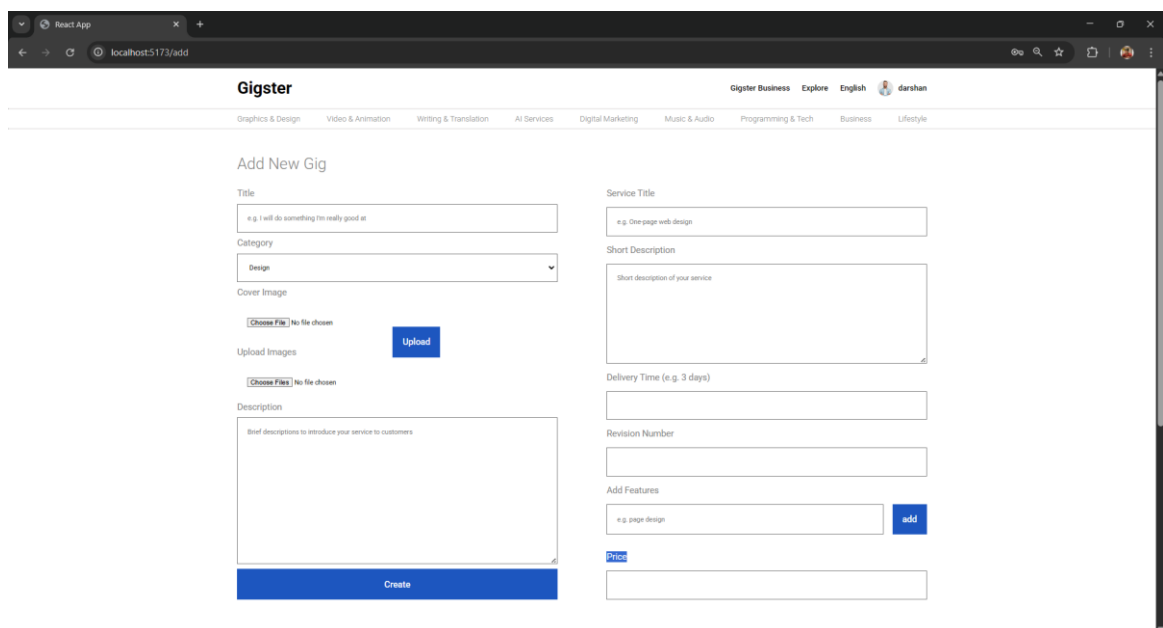 React App
localhost:5173/add
Gigster
Gigster Business Explore English darshan
Graphics & Design Video & Animation Writing & Translation AI Services Digital Marketing Music & Audio Programming & Tech Business Lifestyle
Add New Gig
Title
e.g. I will do something I'm really good at
Category
Design
Cover Image
Choose File No file chosen
Upload
Upload Images
Choose Files No file chosen
Description
Brief descriptions to introduce your service to customers
Create
Service Title
e.g. One-page web design
Short Description
Short description of your service
Delivery Time (e.g. 3 days)
Revision Number
Add Features
e.g. page design
add
Price